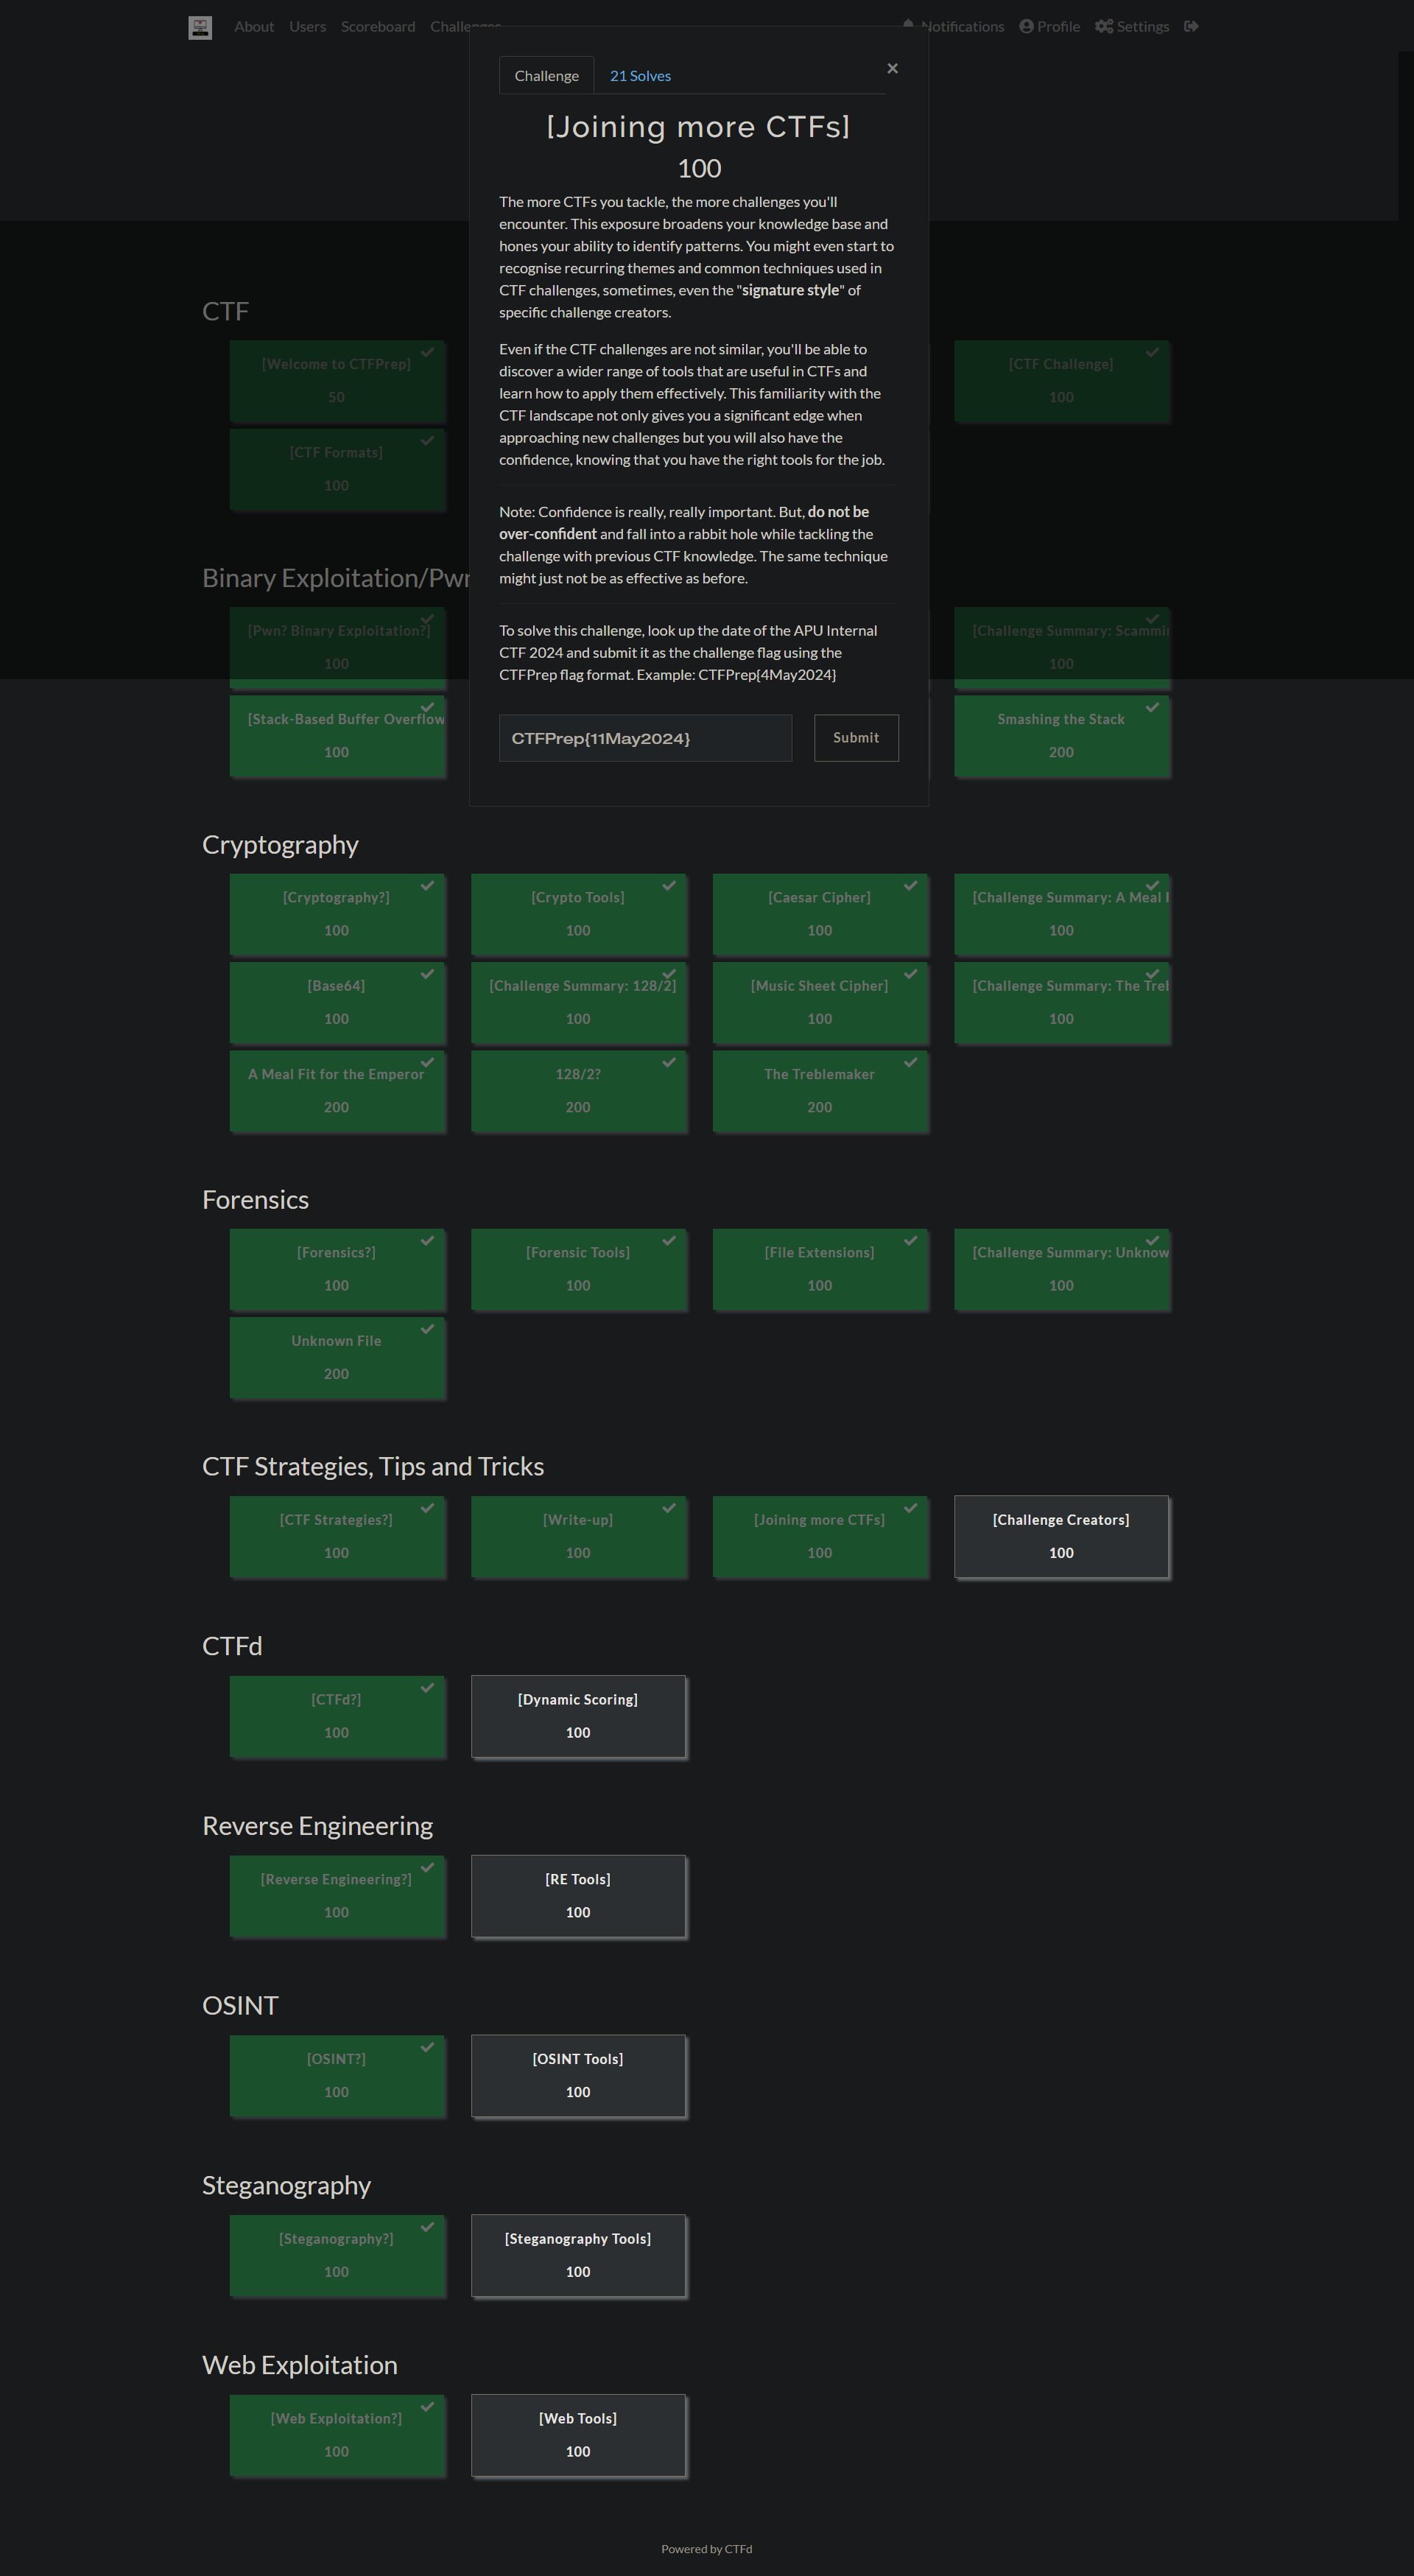 About Users Scoreboard Challenges Notifications Profile Settings
Challenge 21 Solves ×
[Joining more CTFs]
100
The more CTFs you tackle, the more challenges you'll
encounter. This exposure broadens your knowledge base and
hones your ability to identify patterns. You might even start to
recognise recurring themes and common techniques used in
CTF challenges, sometimes, even the "signature style" of
specific challenge creators.
Even if the CTF challenges are not similar, you'll be able to
discover a wider range of tools that are useful in CTFs and
learn how to apply them effectively. This familiarity with the
CTF landscape not only gives you a significant edge when
approaching new challenges but you will also have the
confidence, knowing that you have the right tools for the job.
Note: Confidence is really, really important. But, do not be
over-confident and fall into a rabbit hole while tackling the
challenge with previous CTF knowledge. The same technique
might just not be as effective as before.
To solve this challenge, look up the date of the APU Internal
CTF 2024 and submit it as the challenge flag using the
CTFPrep flag format. Example: CTFPrep{4May2024}
CTFPrep{11May2024} Submit
CTF
[Welcome to CTFPrep] [CTF Challenge]
50 100
[CTF Formats]
100
Binary Exploitation/Pwn
[Pwn? Binary Exploitation?] [Challenge Summary: Scammi
100 100
[Stack-Based Buffer Overflow Smashing the Stack
100 200
Cryptography
[Cryptography?] [Crypto Tools] [Caesar Cipher] [Challenge Summary: A Meal
100 100 100 100
[Base64] [Challenge Summary: 128/2] [Music Sheet Cipher] [Challenge Summary: The Treb
100 100 100 100
A Meal Fit for the Emperor 128/2? The Treblemaker
200 200 200
Forensics
[Forensics?] [Forensic Tools] [File Extensions] [Challenge Summary: Unknow
100 100 100 100
Unknown File
200
CTF Strategies, Tips and Tricks
[CTF Strategies?] [Write-up] [Joining more CTFs] [Challenge Creators]
100 100 100 100
CTFd
[CTFd?] [Dynamic Scoring]
100 100
Reverse Engineering
[Reverse Engineering?] [RE Tools]
100 100
OSINT
[OSINT?] [OSINT Tools]
100 100
Steganography
[Steganography?] [Steganography Tools]
100 100
Web Exploitation
[Web Exploitation?] [Web Tools]
100 100
Powered by CTFd